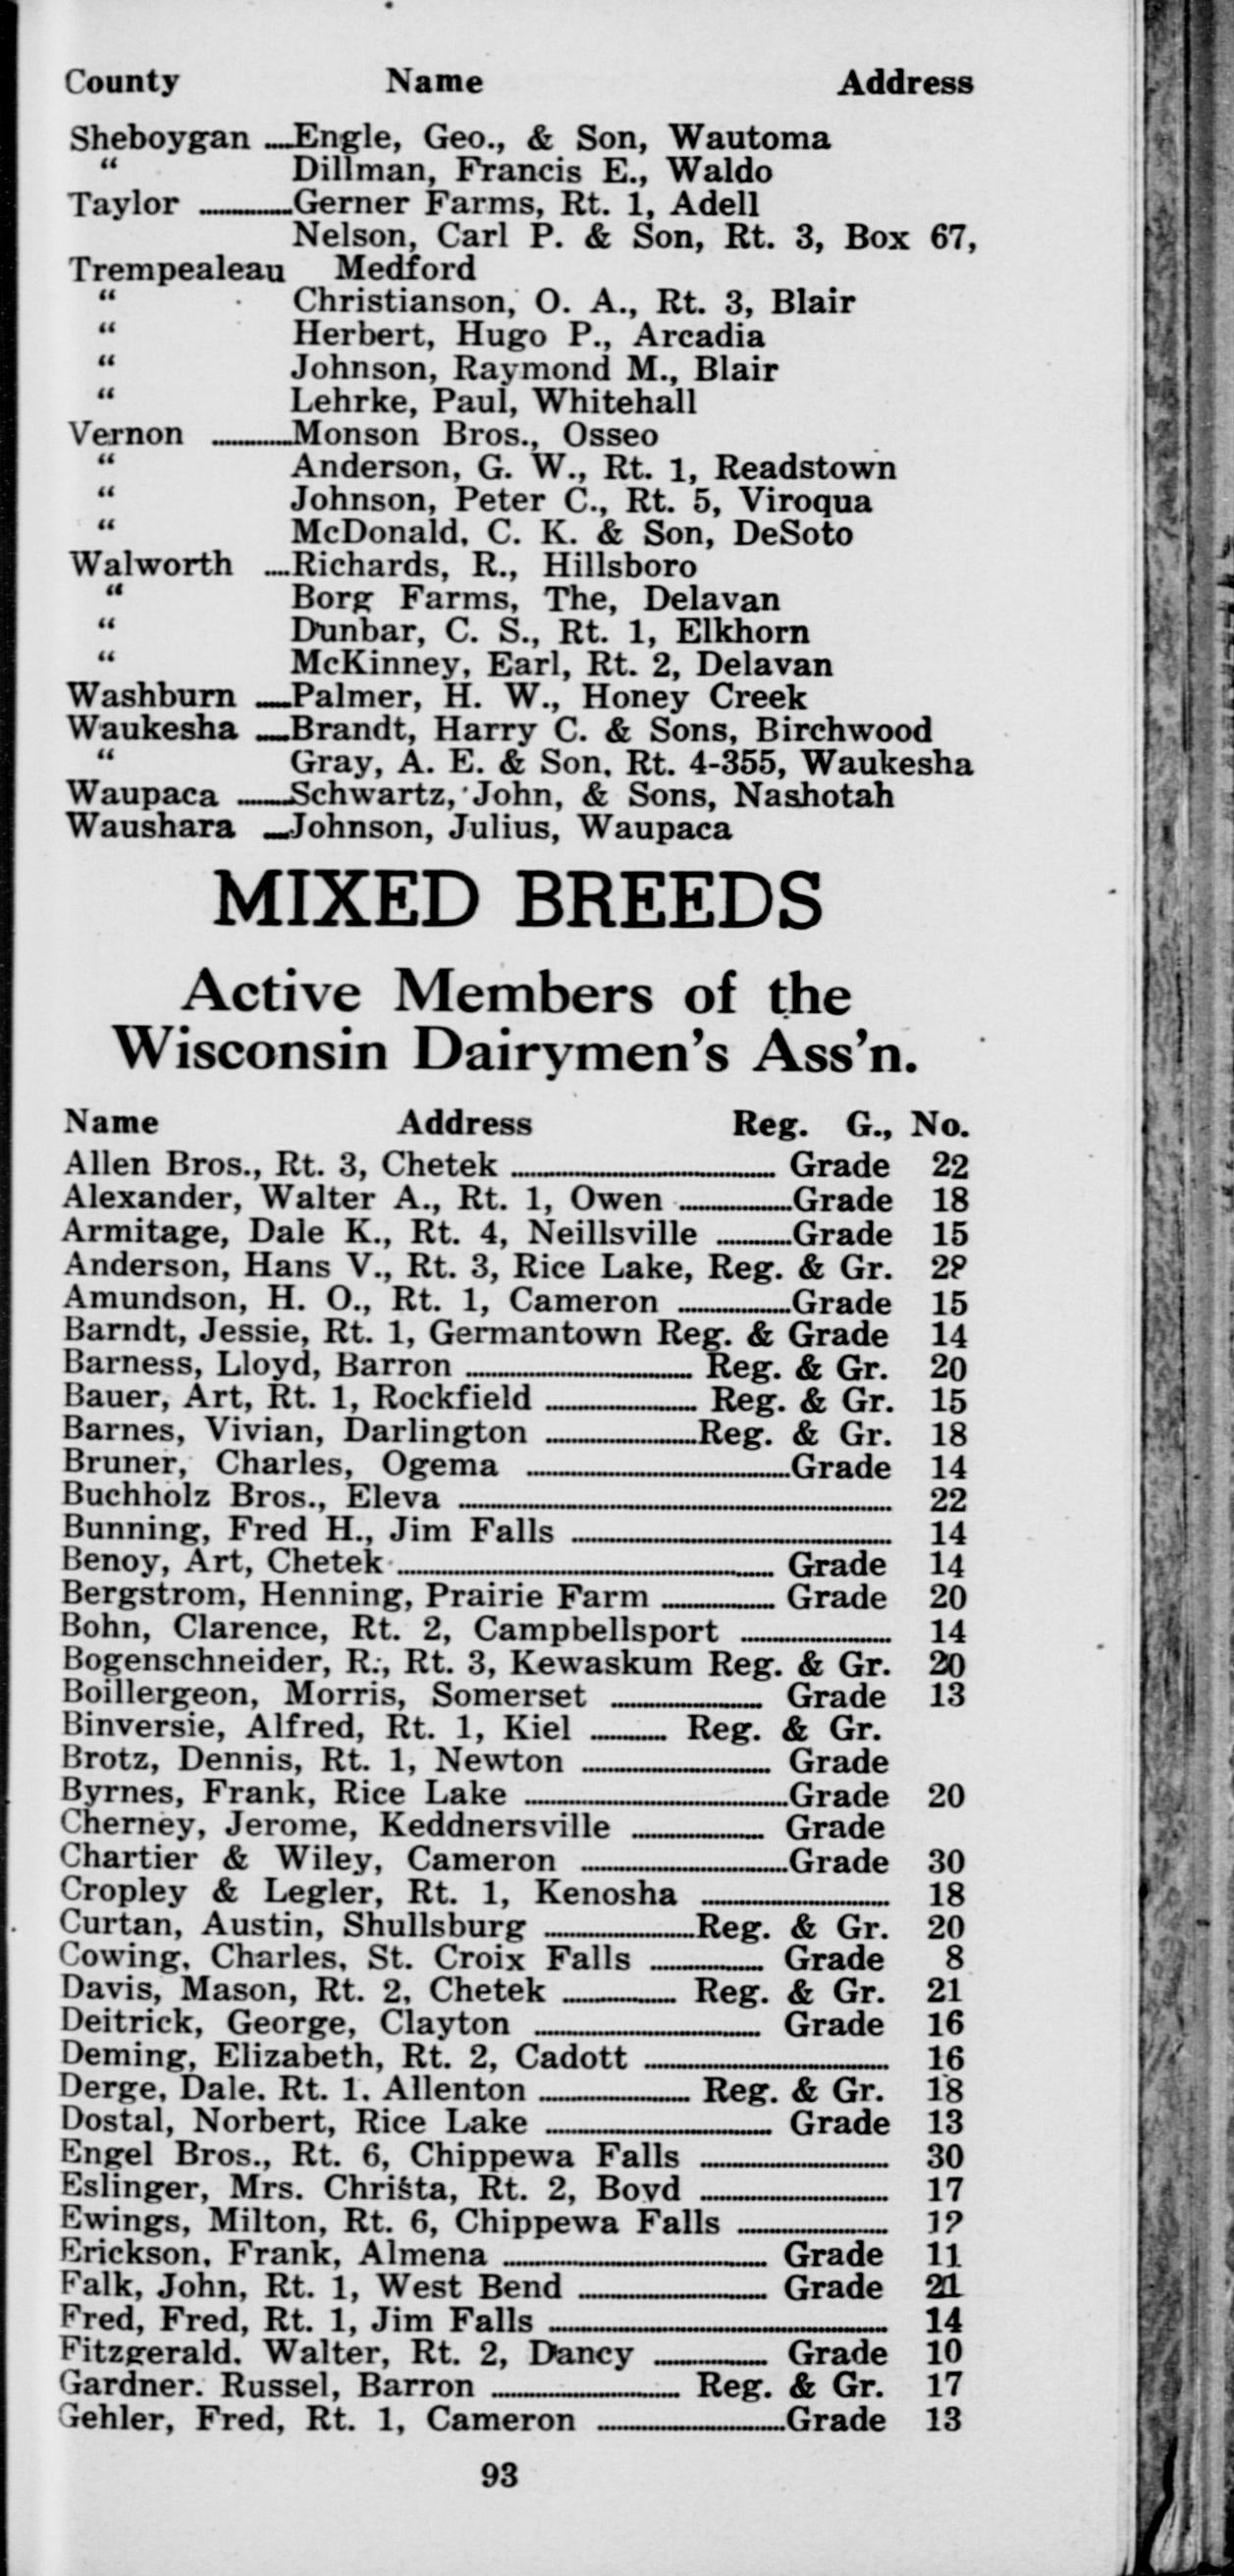 County Name Address
Sheboygan ....Engle, Geo., & Son, Wautoma
“ Dillman, Francis E., Waldo
Taylor ............Gerner Farms, Rt. 1, Adell
Nelson, Carl P. & Son, Rt. 3, Box 67,
Trempealeau Medford
“ Christianson, O. A., Rt. 3, Blair
“ Herbert, Hugo P., Arcadia
“ Johnson, Raymond M., Blair
“ Lehrke, Paul, Whitehall
Vernon ..........Monson Bros., Osseo
“ Anderson, G. W., Rt. 1, Readstown
“ Johnson, Peter C., Rt. 5, Viroqua
“ McDonald, C. K. & Son, DeSoto
Walworth ....Richards, R., Hillsboro
“ Borg Farms, The, Delavan
“ Dunbar, C. S., Rt. 1, Elkhorn
“ McKinney, Earl, Rt. 2, Delavan
Washburn ....Palmer, H. W., Honey Creek
Waukesha ....Brandt, Harry C. & Sons, Birchwood
“ Gray, A. E. & Son, Rt. 4-355, Waukesha
Waupaca ......Schwartz, John, & Sons, Nashotah
Waushara ...Johnson, Julius, Waupaca
MIXED BREEDS
Active Members of the
Wisconsin Dairymen's Ass'n.
Name Address Reg. G., No.
Allen Bros., Rt. 3, Chetek .......... Grade 22
Alexander, Walter A., Rt. 1, Owen ..........Grade 18
Armitage, Dale K., Rt. 4, Neillsville ..........Grade 15
Anderson, Hans V., Rt. 3, Rice Lake, Reg. & Gr.
Amundson, H. O., Rt. 1, Cameron ..........Grade 15
Barndt, Jessie, Rt. 1, Germantown Reg. & Grade 14
Barness, Lloyd, Barron .......... Reg. & Gr. 20
Bauer, Art, Rt. 1, Rockfield .......... Reg. & Gr. 15
Barnes, Vivian, Darlington ..........Reg. & Gr. 18
Bruner, Charles, Ogema ..........Grade 14
Buchholz Bros., Eleva .......... 22
Bunning, Fred H., Jim Falls .......... 14
Benoy, Art, Chetek .......... Grade 14
Bergstrom, Henning, Prairie Farm .......... Grade 20
Bohn, Clarence, Rt. 2, Campbellsport .......... 14
Bogenschneider, R., Rt. 3, Kewaskum Reg. & Gr. 20
Boillergeon, Morris, Somerset .......... Grade 13
Binversie, Alfred, Rt. 1, Kiel .......... Reg. & Gr.
Brotz, Dennis, Rt. 1, Newton .......... Grade
Byrnes, Frank, Rice Lake ..........Grade 20
Cherney, Jerome, Keddnersville .......... Grade
Chartier & Wiley, Cameron ..........Grade 30
Cropley & Legler, Rt. 1, Kenosha .......... 18
Curtan, Austin, Shullsburg ..........Reg. & Gr. 20
Cowing, Charles, St. Croix Falls .......... Grade 8
Davis, Mason, Rt. 2, Chetek .......... Reg. & Gr. 21
Deitrick, George, Clayton .......... Grade 16
Deming, Elizabeth, Rt. 2, Cadott .......... 16
Derge, Dale. Rt. 1. Allenton .......... Reg. & Gr. 18
Dostal, Norbert, Rice Lake .......... Grade 13
Engel Bros., Rt. 6, Chippewa Falls .......... 30
Eslinger, Mrs. Christa, Rt. 2, Boyd .......... 17
Ewings, Milton, Rt. 6, Chippewa Falls ..........
Erickson, Frank, Almena .......... Grade 11
Falk, John, Rt. 1, West Bend .......... Grade 21
Fred, Fred, Rt. 1, Jim Falls .......... 14
Fitzgerald. Walter, Rt. 2, Dancy .......... Grade 10
Gardner. Russel, Barron .......... Reg. & Gr. 17
Gehler, Fred, Rt. 1, Cameron ..........Grade 13
93